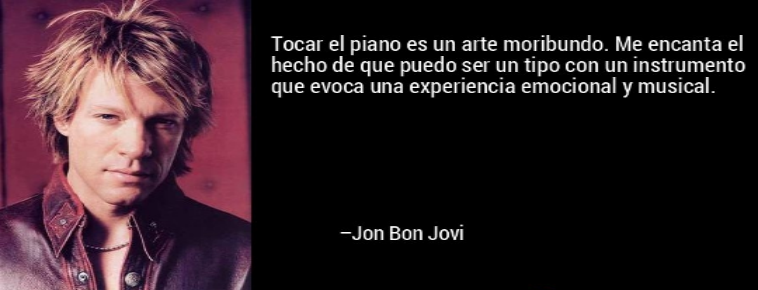 Tocar el piano es un arte moribundo. Me encanta el
hecho de que puedo ser un tipo con un instrumento
que evoca una experiencia emocional y musical.
–Jon Bon Jovi